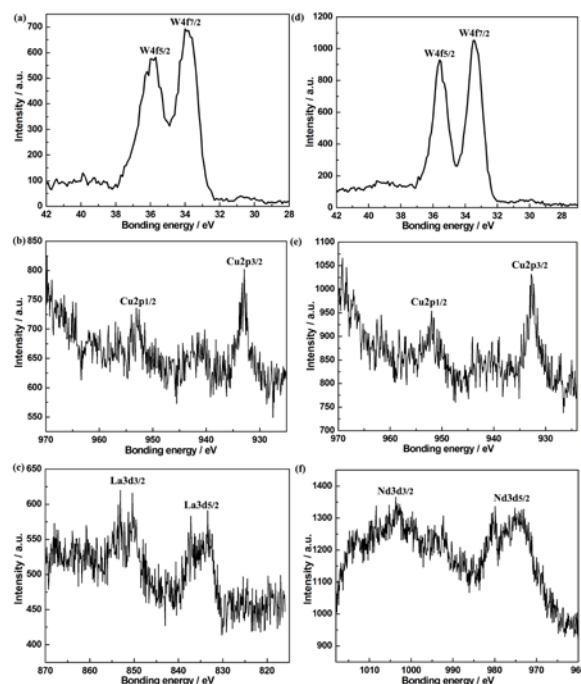 (a)
W4f7/2
W4f5/2
Intensity / a.u.
700
600
500
400
300
200
100
0
42 40 38 36 34 32 30 28
Bonding energy / eV
(d)
W4f7/2
W4f5/2
Intensity / a.u.
1200
1000
800
600
400
200
0
42 40 38 36 34 32 30 28
Bonding energy / eV
(b)
Cu2p3/2
Cu2p1/2
Intensity / a.u.
850
800
750
700
650
600
550
970 960 950 940 930
Bonding energy / eV
(e)
Cu2p3/2
Cu2p1/2
Intensity / a.u.
1100
1050
1000
950
900
850
800
750
700
970 960 950 940 930
Bonding energy / eV
(c)
La3d3/2
La3d5/2
Intensity / a.u.
650
600
550
500
450
400
870 860 850 840 830 820
Bonding energy / eV
(f)
Nd3d3/2
Nd3d5/2
Intensity / a.u.
1500
1400
1300
1200
1100
1000
900
1010 1000 990 980 970 96
Bonding energy / eV